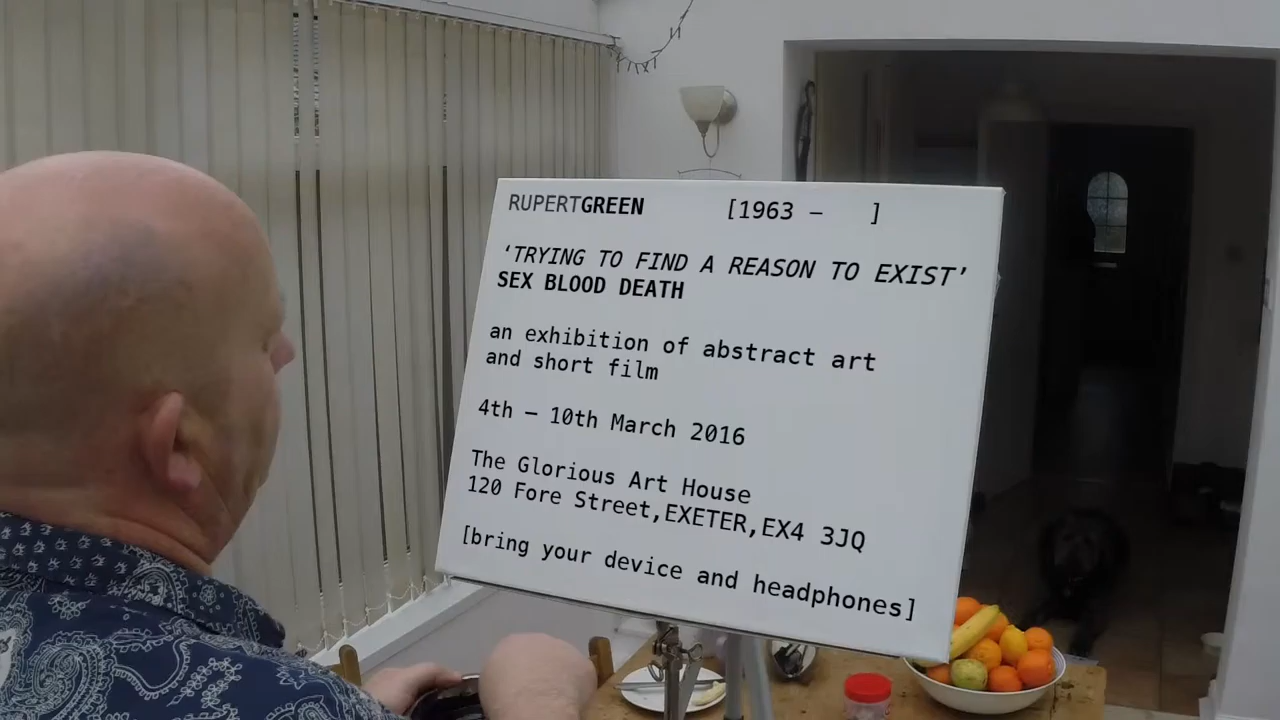 RUPERTGREEN [1963 – ]
‘TRYING TO FIND A REASON TO EXIST’
SEX BLOOD DEATH
an exhibition of abstract art
and short film
4th – 10th March 2016
The Glorious Art House
120 Fore Street,EXETER,EX4 3JQ
[bring your device and headphones]